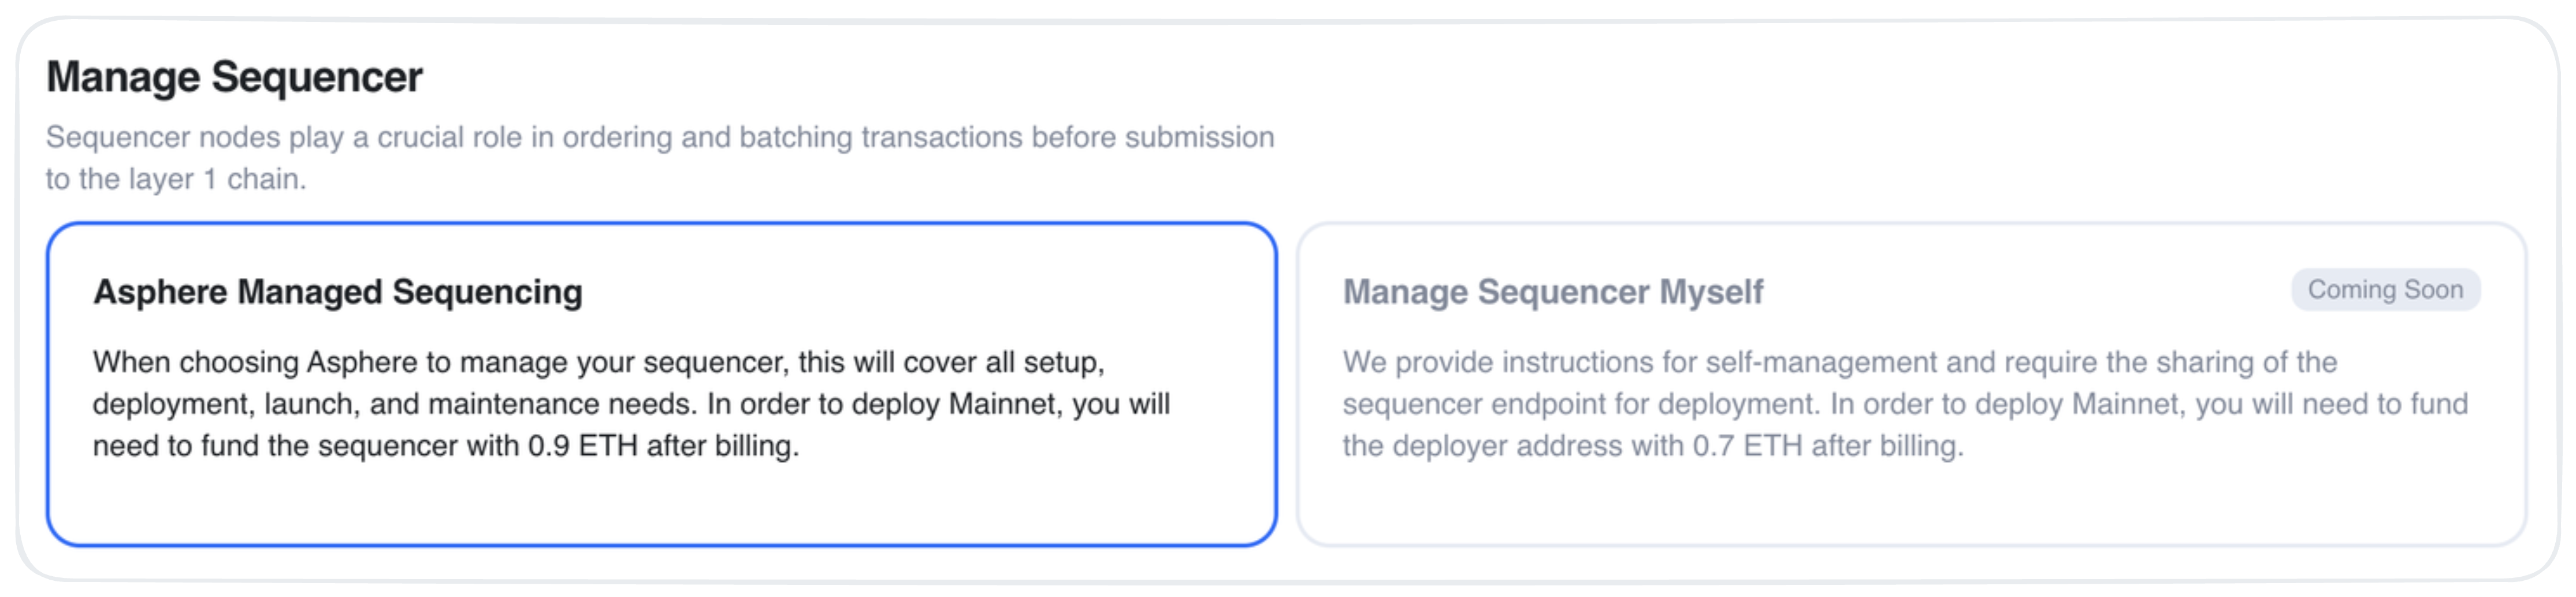 Manage Sequencer
Sequencer nodes play a crucial role in ordering and batching transactions before submission
to the layer 1 chain.
Asphere Managed Sequencing
When choosing Asphere to manage your sequencer, this will cover all setup,
deployment, launch, and maintenance needs. In order to deploy Mainnet, you will
need to fund the sequencer with 0.9 ETH after billing.
Manage Sequencer Myself
Coming Soon
We provide instructions for self-management and require the sharing of the
sequencer endpoint for deployment. In order to deploy Mainnet, you will need to fund
the deployer address with 0.7 ETH after billing.